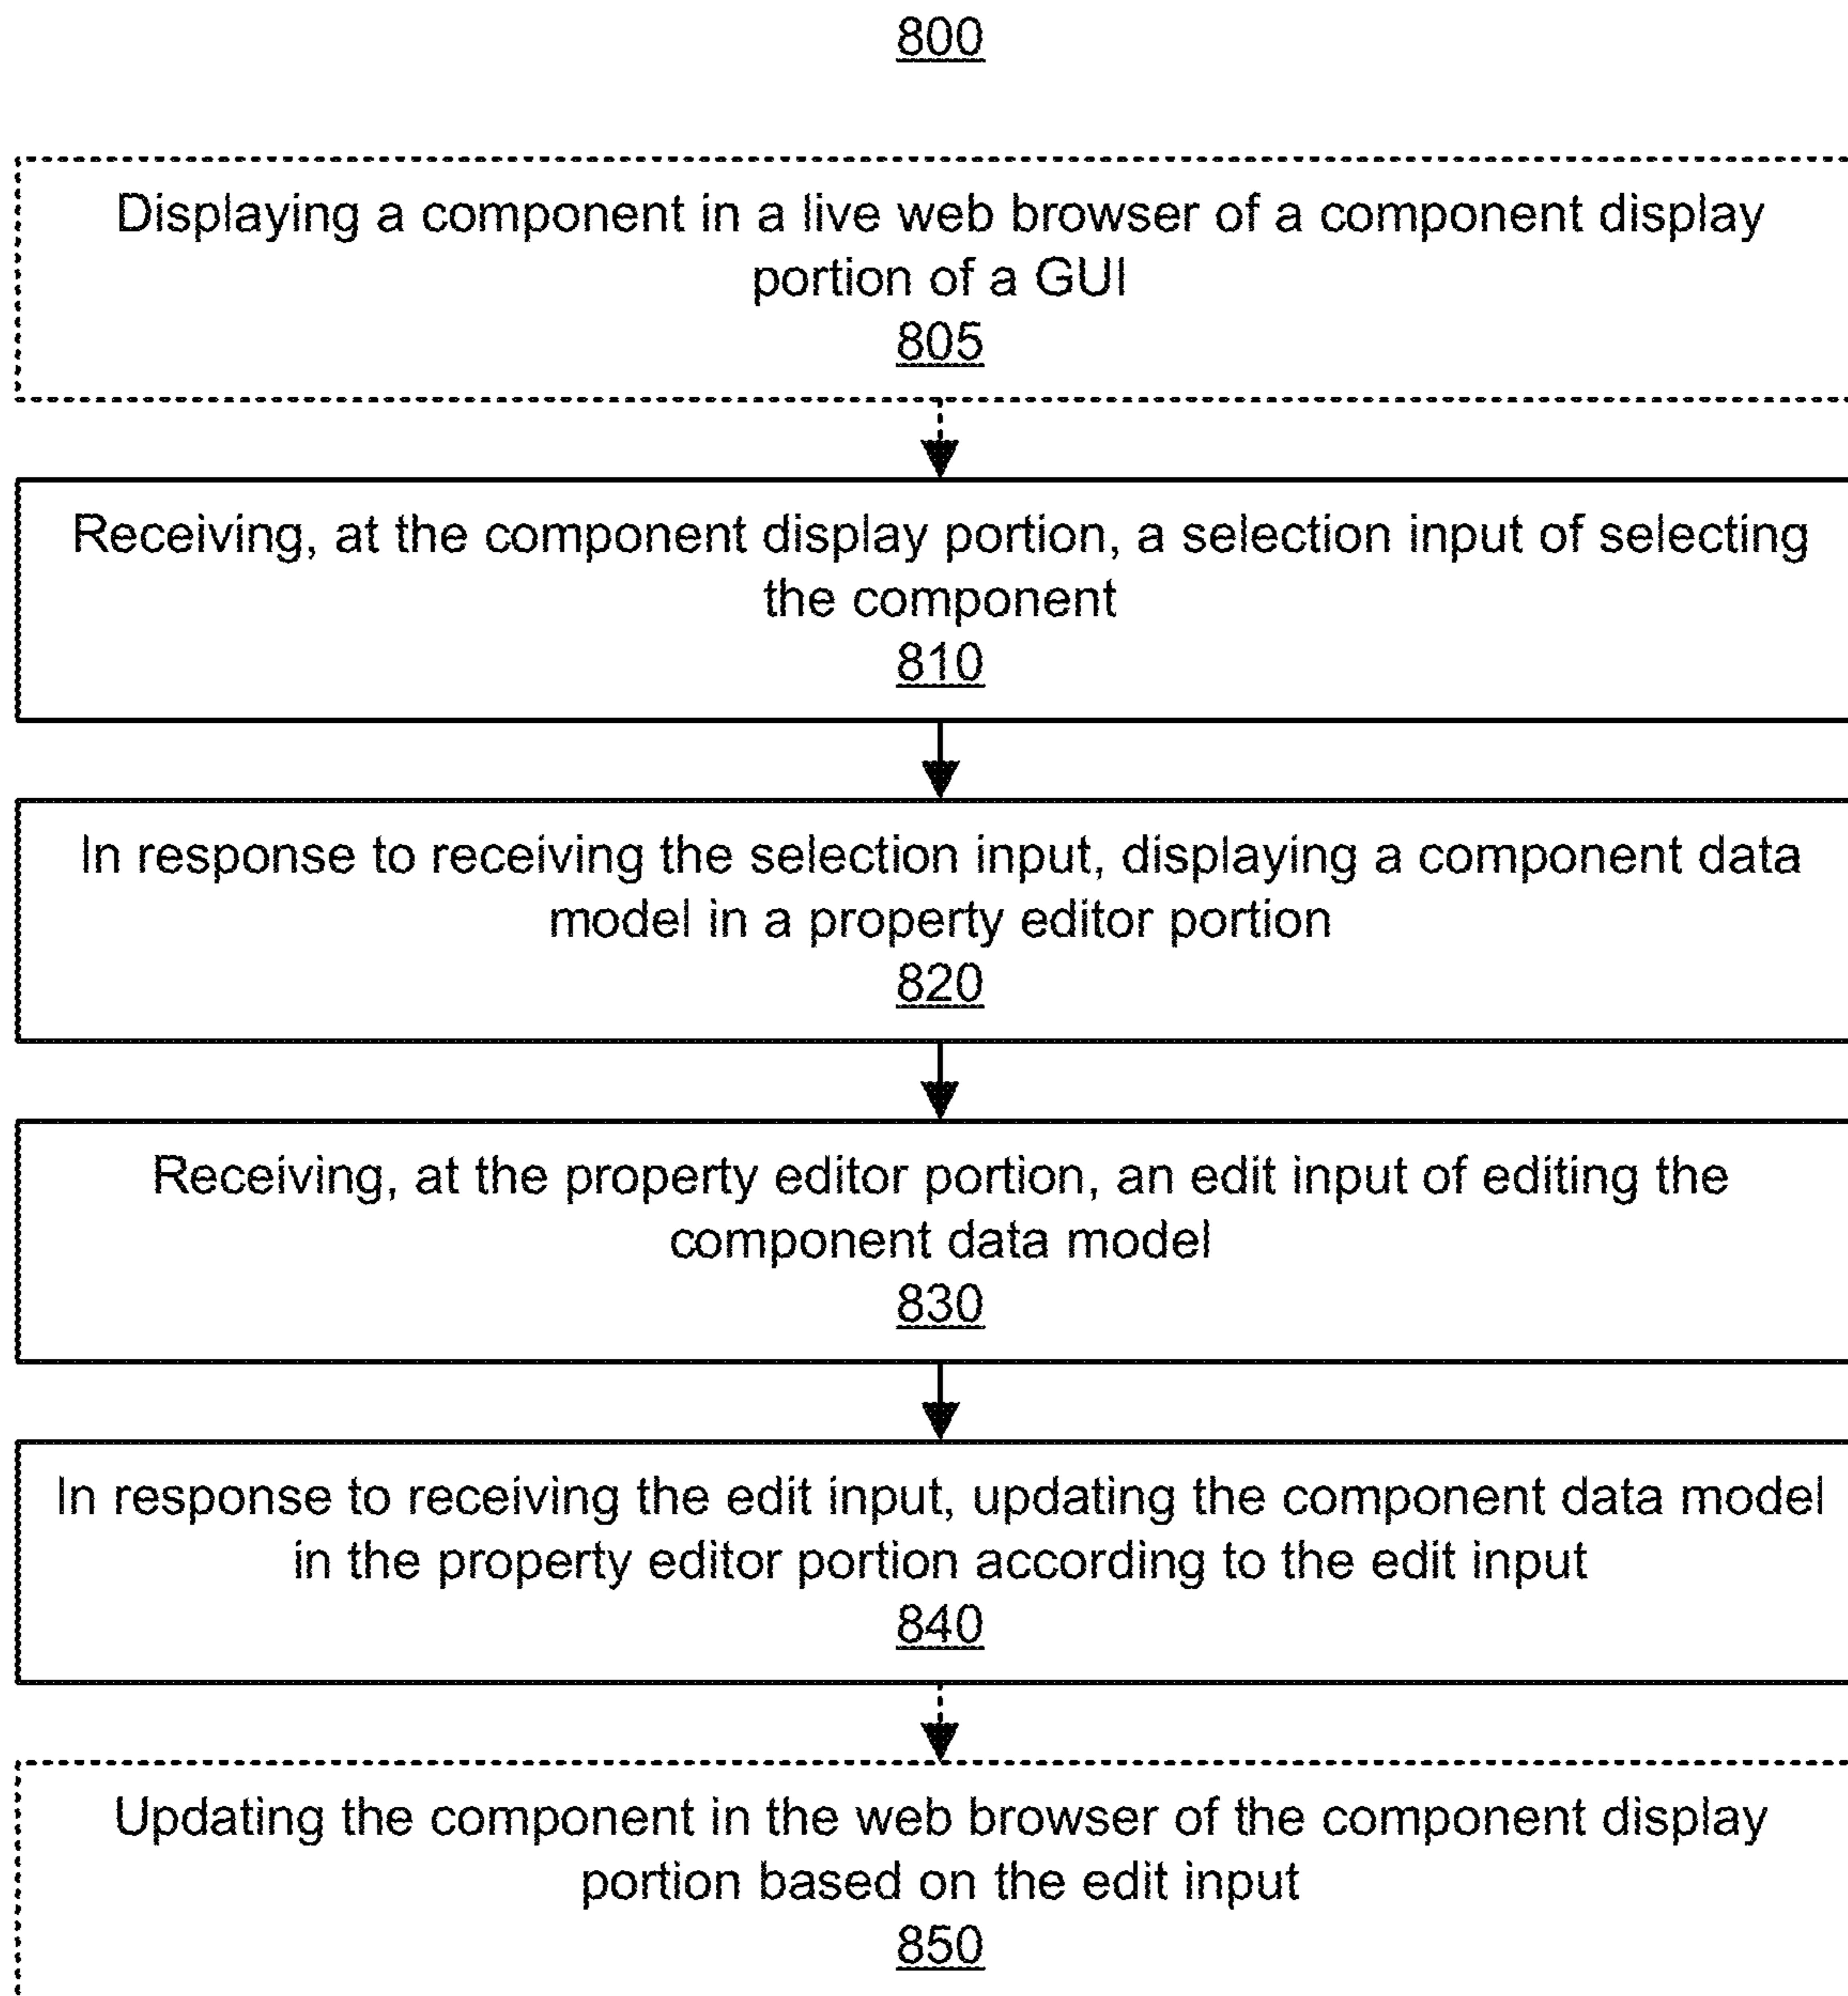 800
Displaying a component in a live web browser of a component display
portion of a GUI
805
Receiving, at the component display portion, a selection input of selecting
the component
810
In response to receiving the selection input, displaying a component data
model in a property editor portion
820
Receiving, at the property editor portion, an edit input of editing the
component data model
830
In response to receiving the edit input, updating the component data model
in the property editor portion according to the edit input
840
Updating the component in the web browser of the component display
portion based on the edit input
850